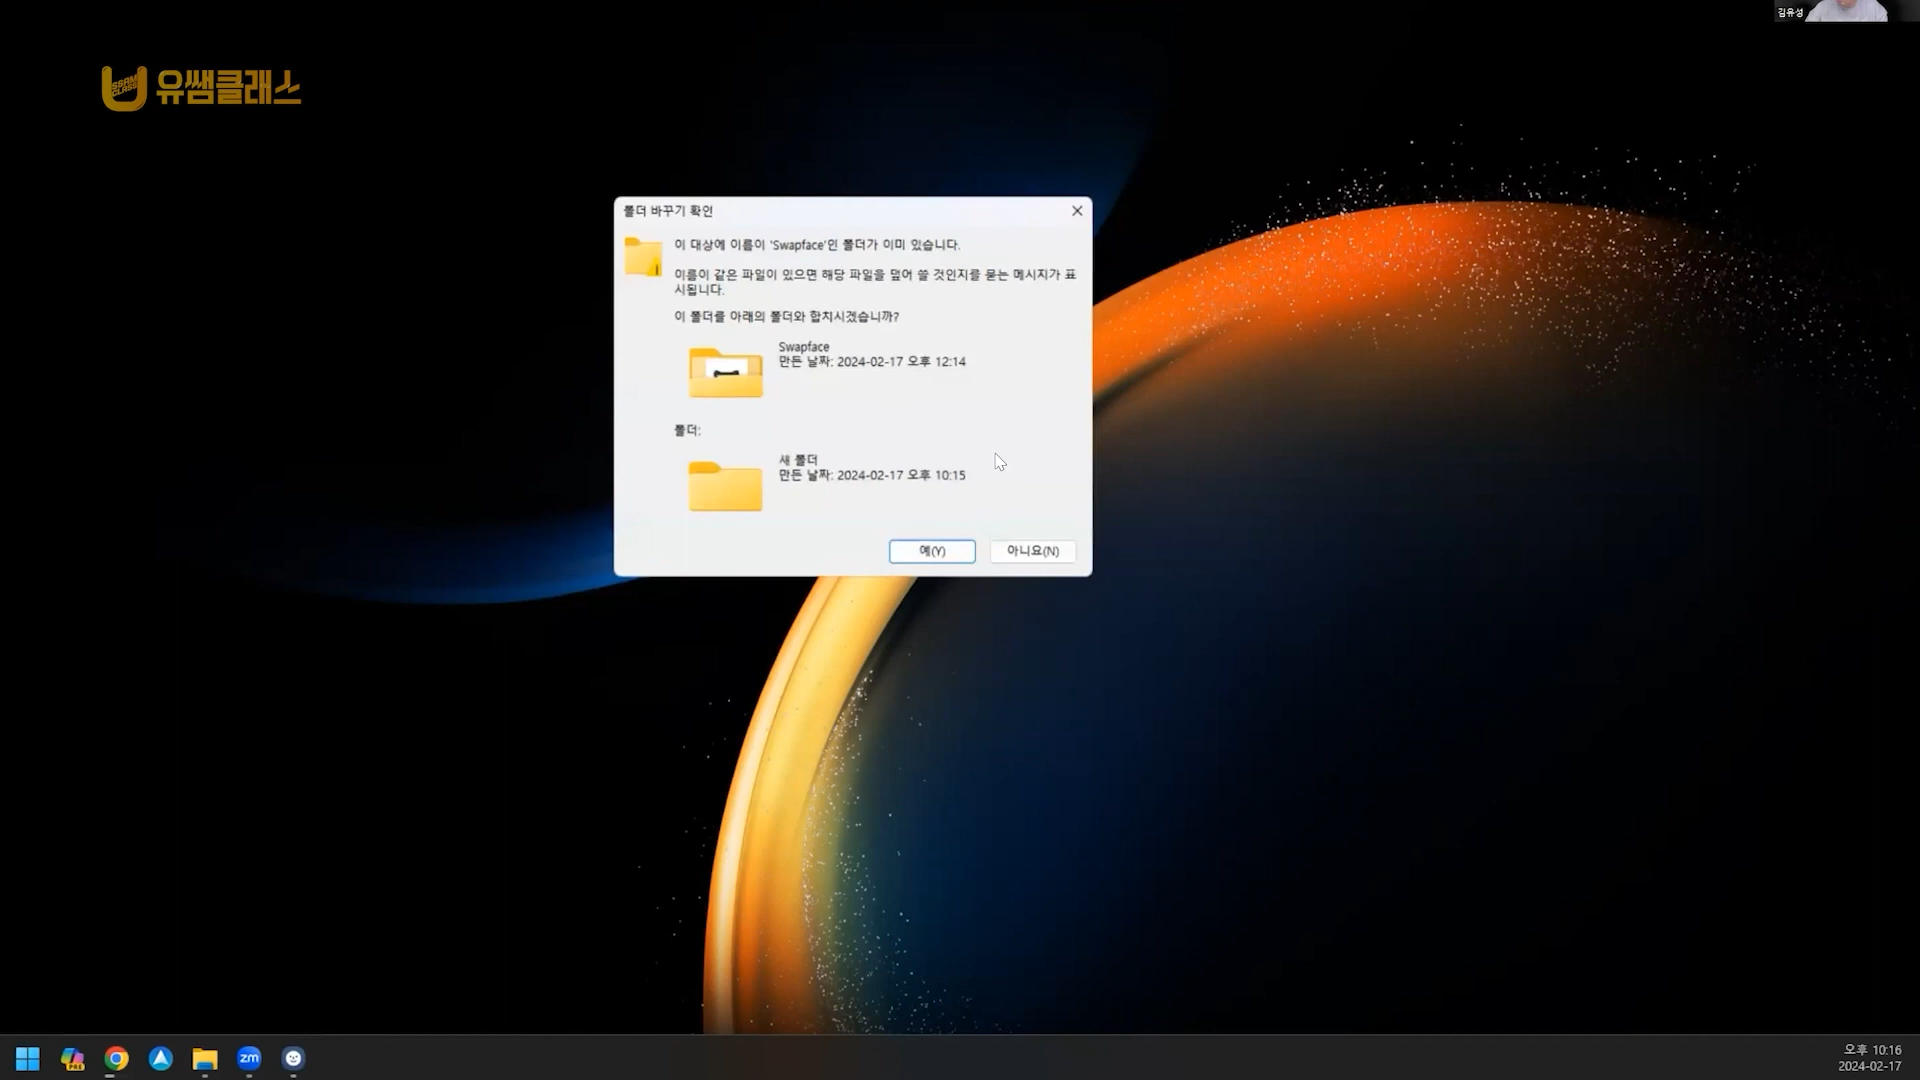 김유성
USSAM CLASS 유쌤클래스
폴더 바꾸기 확인
이 대상에 이름이 'Swapface'인 폴더가 이미 있습니다.
이름이 같은 파일이 있으면 해당 파일을 덮어 쓸 것인지를 묻는 메시지가 표
시됩니다.
이 폴더를 아래의 폴더와 합치시겠습니까?
Swapface
만든 날짜: 2024-02-17 오후 12:14
폴더:
새 폴더
만든 날짜: 2024-02-17 오후 10:15
예(Y)
아니요(N)
PRE
zm
오후 10:16
2024-02-17